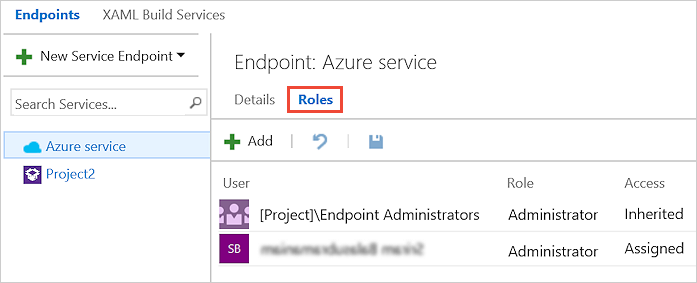 Endpoints XAML Build Services
New Service Endpoint
Search Services...
Azure service
Project2
Endpoint: Azure service
Details Roles
Add
User Role Access
[Project]\Endpoint Administrators Administrator Inherited
SB Administrator Assigned